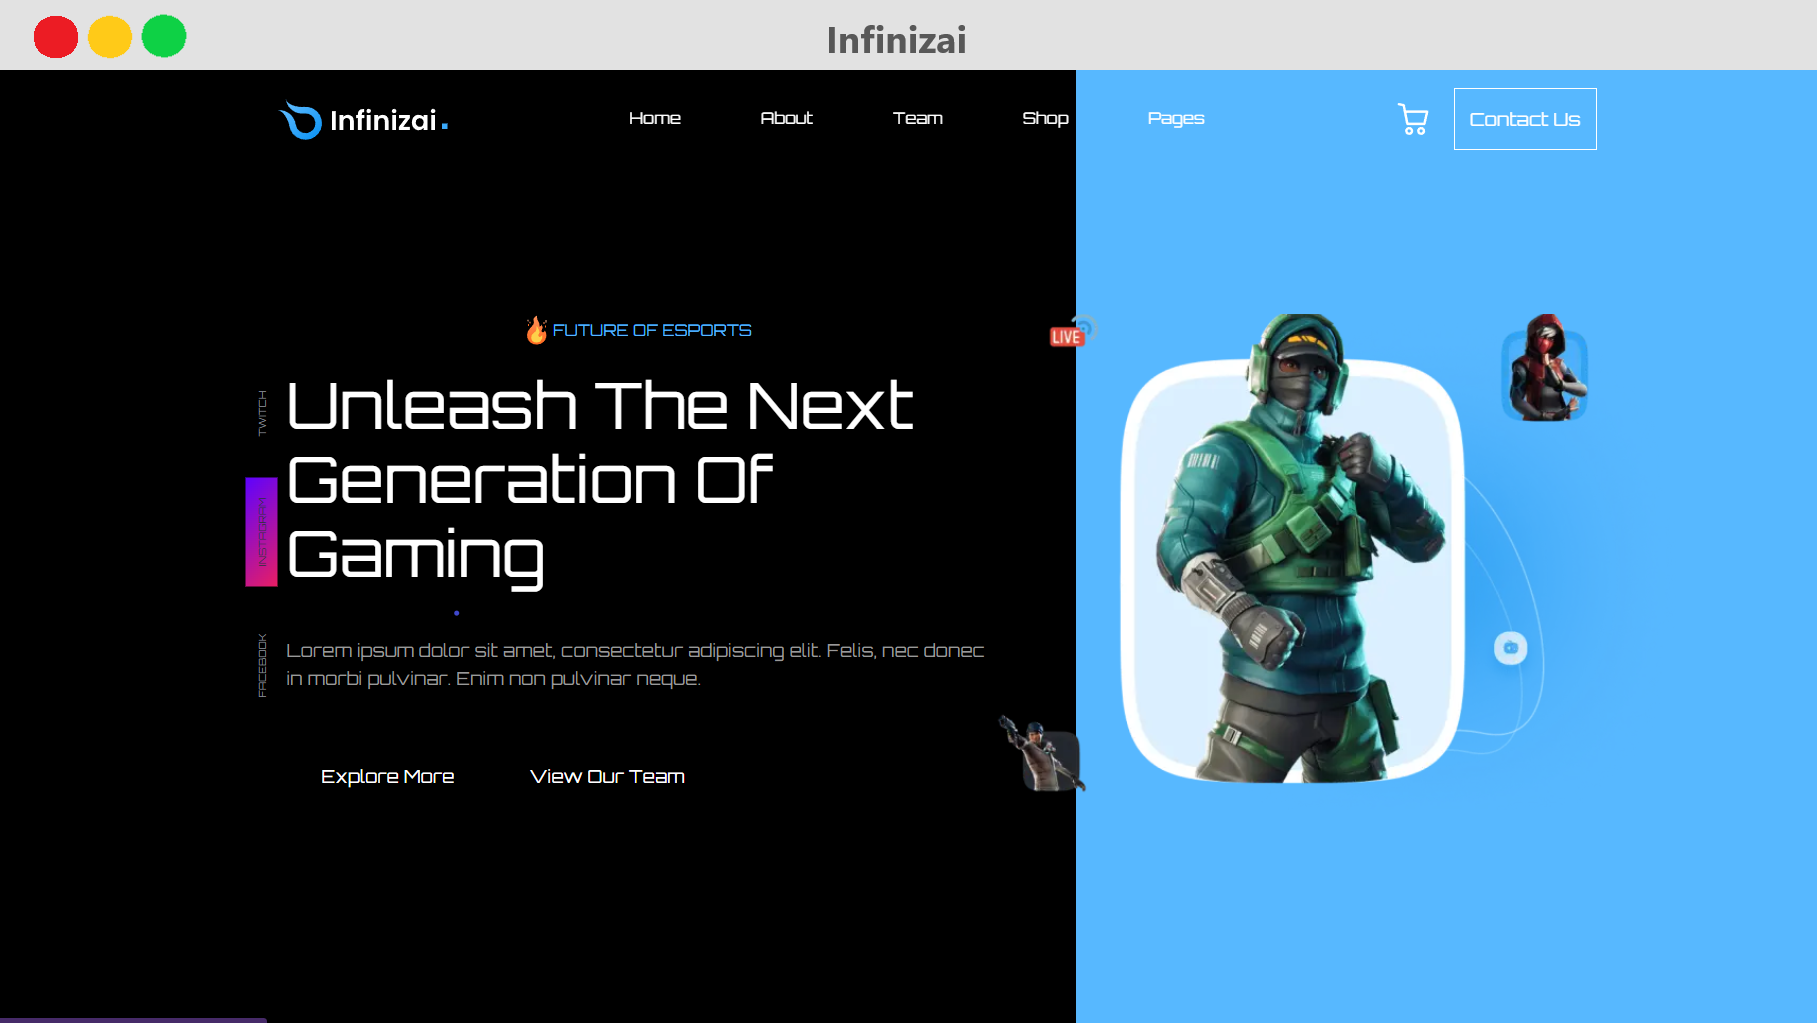 Infinizai
Infinizai.
Home
About
Team
Shop
Pages
Contact Us
FUTURE OF ESPORTS
LIVE
TWITCH
INSTAGRAM
FACEBOOK
Unleash The Next
Generation Of
Gaming
Lorem ipsum dolor sit amet, consectetur adipiscing elit. Felis, nec donec
in morbi pulvinar. Enim non pulvinar neque.
Explore More
View Our Team